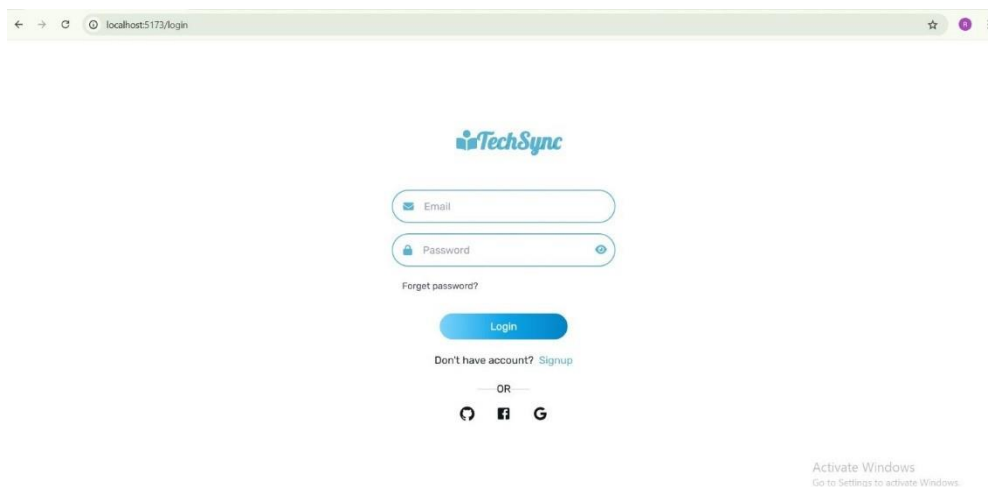 localhost:5173/login
R
TechSync
Email
Password
Forget password?
Login
Don't have account? Signup
OR
Activate Windows
Go to Settings to activate Windows.